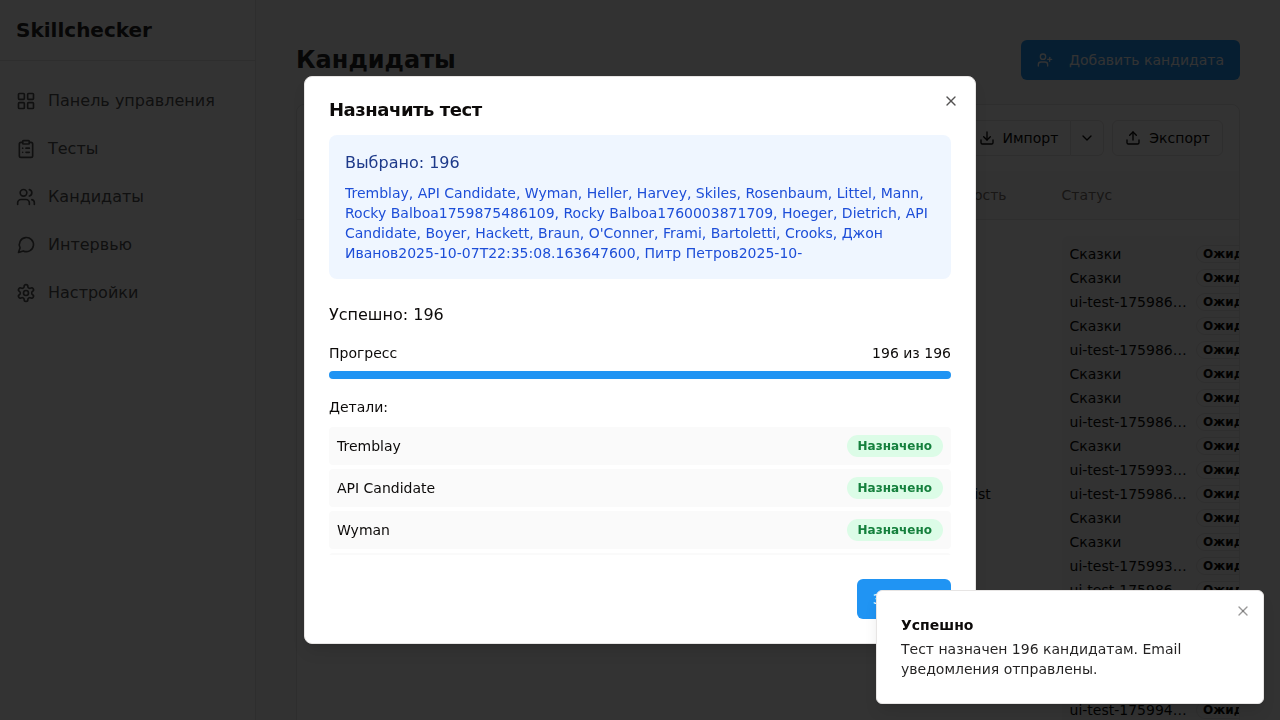 Skillchecker
Панель управления
Тесты
Кандидаты
Интервью
Настройки
Кандидаты
Добавить кандидата
Импорт
Экспорт
ость
Статус
Сказки Ожид
Сказки Ожид
ui-test-175986... Ожид
Сказки Ожид
ui-test-175986... Ожид
Сказки Ожид
Сказки Ожид
ui-test-175986... Ожид
Сказки Ожид
ui-test-175993... Ожид
ist ui-test-175986... Ожид
Сказки Ожид
Сказки Ожид
ui-test-175993... Ожид
ui-test-175986... Ожид
ui-test-175994... Ожид
Назначить тест
Выбрано: 196
Tremblay, API Candidate, Wyman, Heller, Harvey, Skiles, Rosenbaum, Littel, Mann,
Rocky Balboa1759875486109, Rocky Balboa1760003871709, Hoeger, Dietrich, API
Candidate, Boyer, Hackett, Braun, O'Conner, Frami, Bartoletti, Crooks, Джон
Иванов2025-10-07T22:35:08.163647600, Питр Петров2025-10-
Успешно: 196
Прогресс 196 из 196
Детали:
Tremblay Назначено
API Candidate Назначено
Wyman Назначено
Успешно
Тест назначен 196 кандидатам. Email
уведомления отправлены.